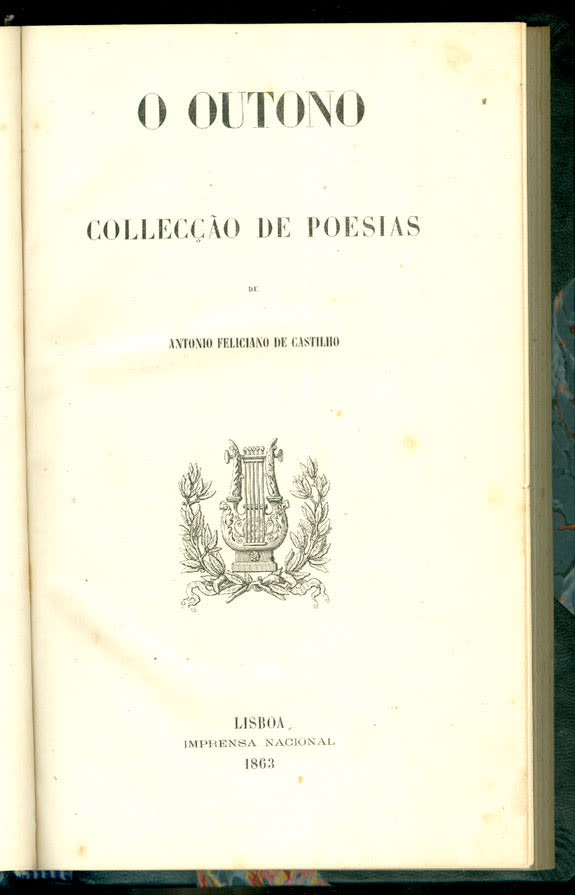 O OUTONO
COLLECÇÃO DE POESIAS
DE
ANTONIO FELICIANO DE CASTILHO
LISBOA
IMPRENSA NACIONAL
1863